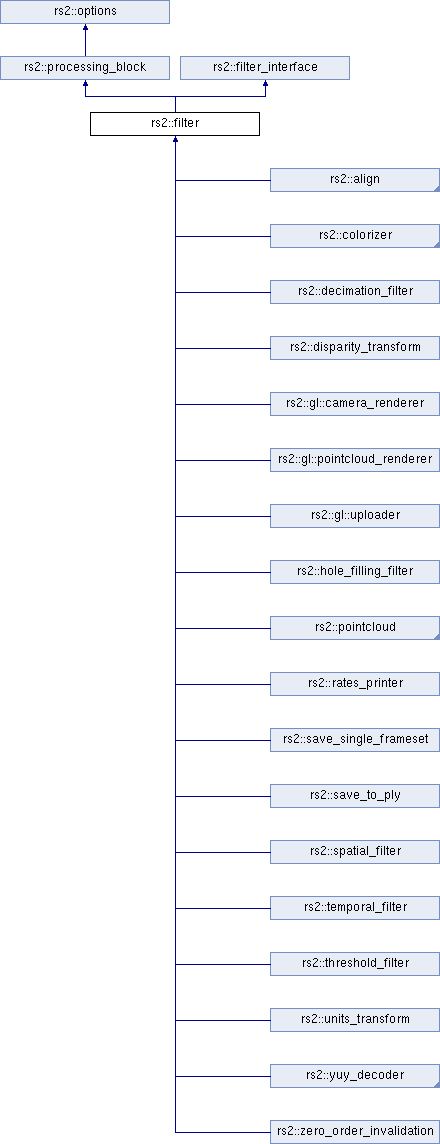 rs2::options
rs2::processing_block
rs2::filter_interface
rs2::filter
rs2::align
rs2::colorizer
rs2::decimation_filter
rs2::disparity_transform
rs2::gl::camera_renderer
rs2::gl::pointcloud_renderer
rs2::gl::uploader
rs2::hole_filling_filter
rs2::pointcloud
rs2::rates_printer
rs2::save_single_frameset
rs2::save_to_ply
rs2::spatial_filter
rs2::temporal_filter
rs2::threshold_filter
rs2::units_transform
rs2::yuy_decoder
rs2::zero_order_invalidation